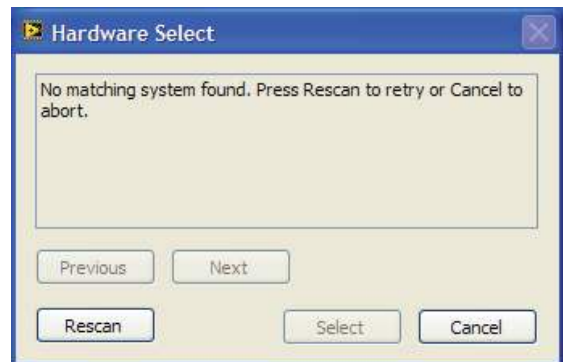 Hardware Select
No matching system found. Press Rescan to retry or Cancel to
abort.
Previous Next
Rescan Select Cancel